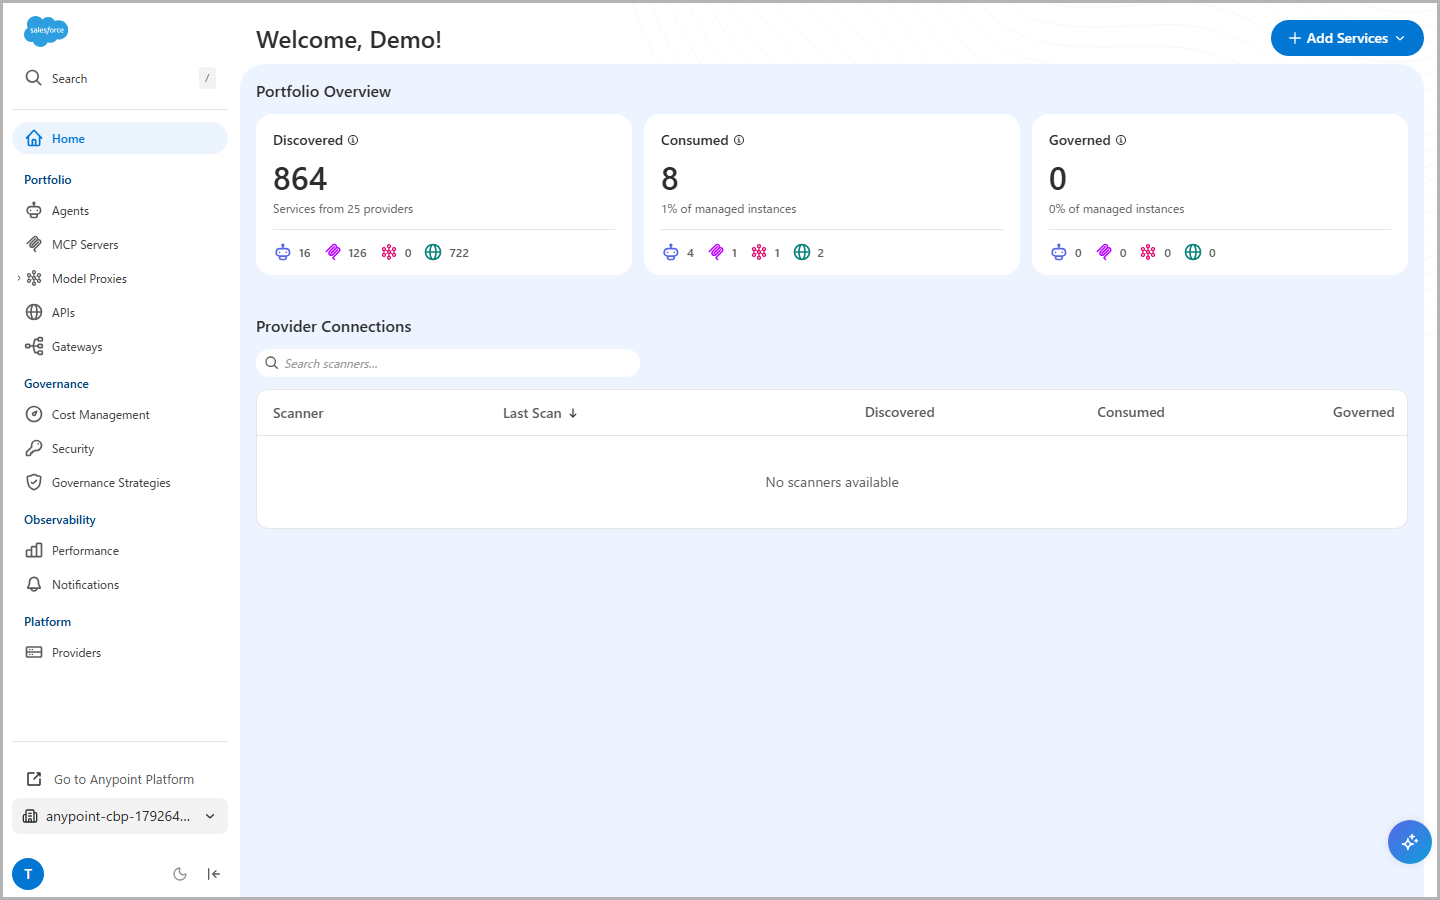 salesforce
Search
/
Home
Portfolio
Agents
MCP Servers
Model Proxies
APIs
Gateways
Governance
Cost Management
Security
Governance Strategies
Observability
Performance
Notifications
Platform
Providers
Go to Anypoint Platform
anypoint-cbp-179264...
T
Welcome, Demo!
Add Services
Portfolio Overview
Discovered
864
Services from 25 providers
16 126 0 722
Consumed
8
1% of managed instances
4 1 1 2
Governed
0
0% of managed instances
0 0 0 0
Provider Connections
Search scanners...
Scanner Last Scan Discovered Consumed Governed
No scanners available